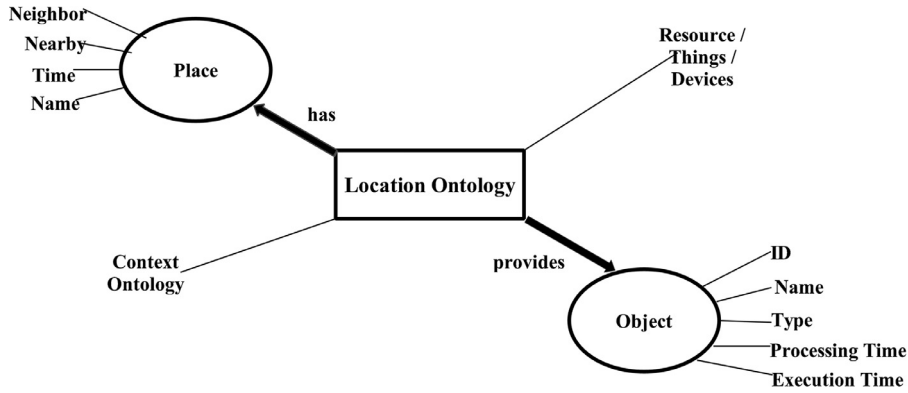 Neighbor
Nearby
Time
Name
Place
has
Resource /
Things /
Devices
Location Ontology
Context
Ontology
provides
Object
ID
Name
Type
Processing Time
Execution Time